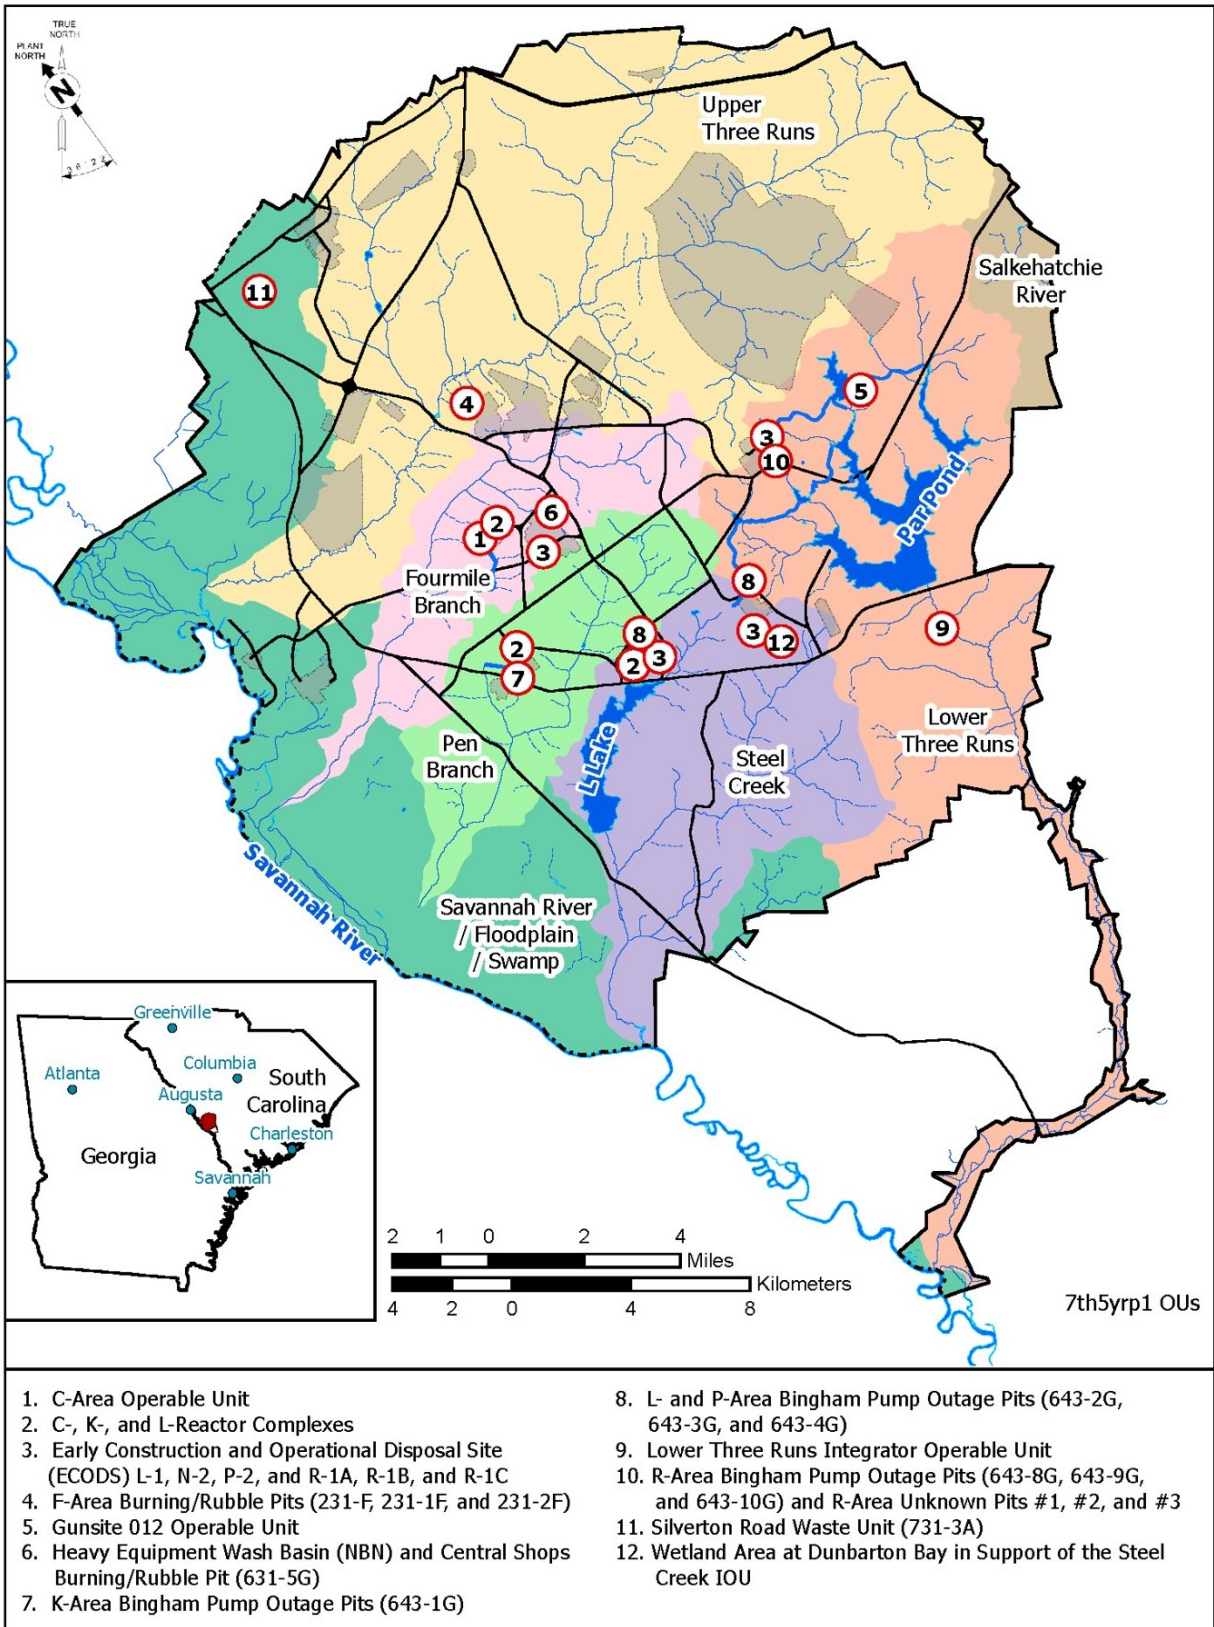 TRUE
NORTH
PLANT
NORTH
N
Upper
Three Runs
Salkehatchie
River
11
5
4
3
10
Par Pond
2
6
1
3
Fourmile
Branch
8
9
8
3
12
2
3
2
7
Lower
Three Runs
Pen
Branch
L Lake
Steel
Creek
Savannah River
Savannah River
/ Floodplain
/ Swamp
Greenville
Atlanta
Columbia
South
Carolina
Augusta
Charleston
Georgia
Savannah
2 1 0 2 4
Miles
Kilometers
4 2 0 4 8
7th5yrp1 OUs
1. C-Area Operable Unit
2. C-, K-, and L-Reactor Complexes
3. Early Construction and Operational Disposal Site
(ECODS) L-1, N-2, P-2, and R-1A, R-1B, and R-1C
4. F-Area Burning/Rubble Pits (231-F, 231-1F, and 231-2F)
5. Gunsite 012 Operable Unit
6. Heavy Equipment Wash Basin (NBN) and Central Shops
Burning/Rubble Pit (631-5G)
7. K-Area Bingham Pump Outage Pits (643-1G)
8. L- and P-Area Bingham Pump Outage Pits (643-2G,
643-3G, and 643-4G)
9. Lower Three Runs Integrator Operable Unit
10. R-Area Bingham Pump Outage Pits (643-8G, 643-9G,
and 643-10G) and R-Area Unknown Pits #1, #2, and #3
11. Silverton Road Waste Unit (731-3A)
12. Wetland Area at Dunbarton Bay in Support of the Steel
Creek IOU